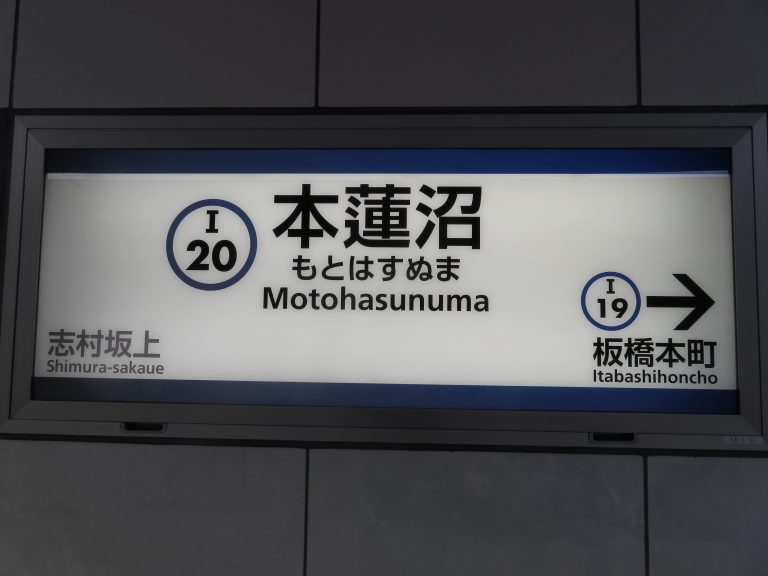 I
20
本蓮沼
もとはすぬま
Motohasunuma
I
19
志村坂上
Shimura-sakaue
板橋本町
Itabashihoncho